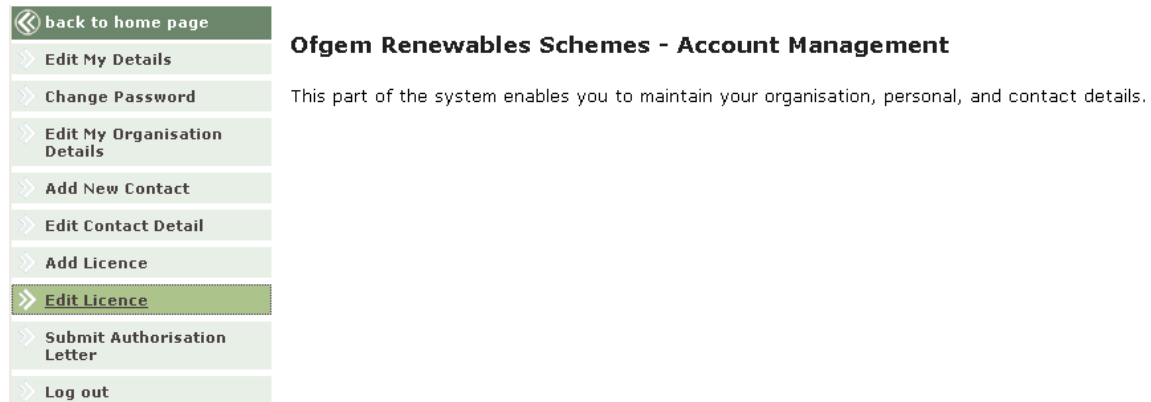 back to home page
Edit My Details
Change Password
Edit My Organisation
Details
Add New Contact
Edit Contact Detail
Add Licence
Edit Licence
Submit Authorisation
Letter
Log out
Ofgem Renewables Schemes - Account Management
This part of the system enables you to maintain your organisation, personal, and contact details.